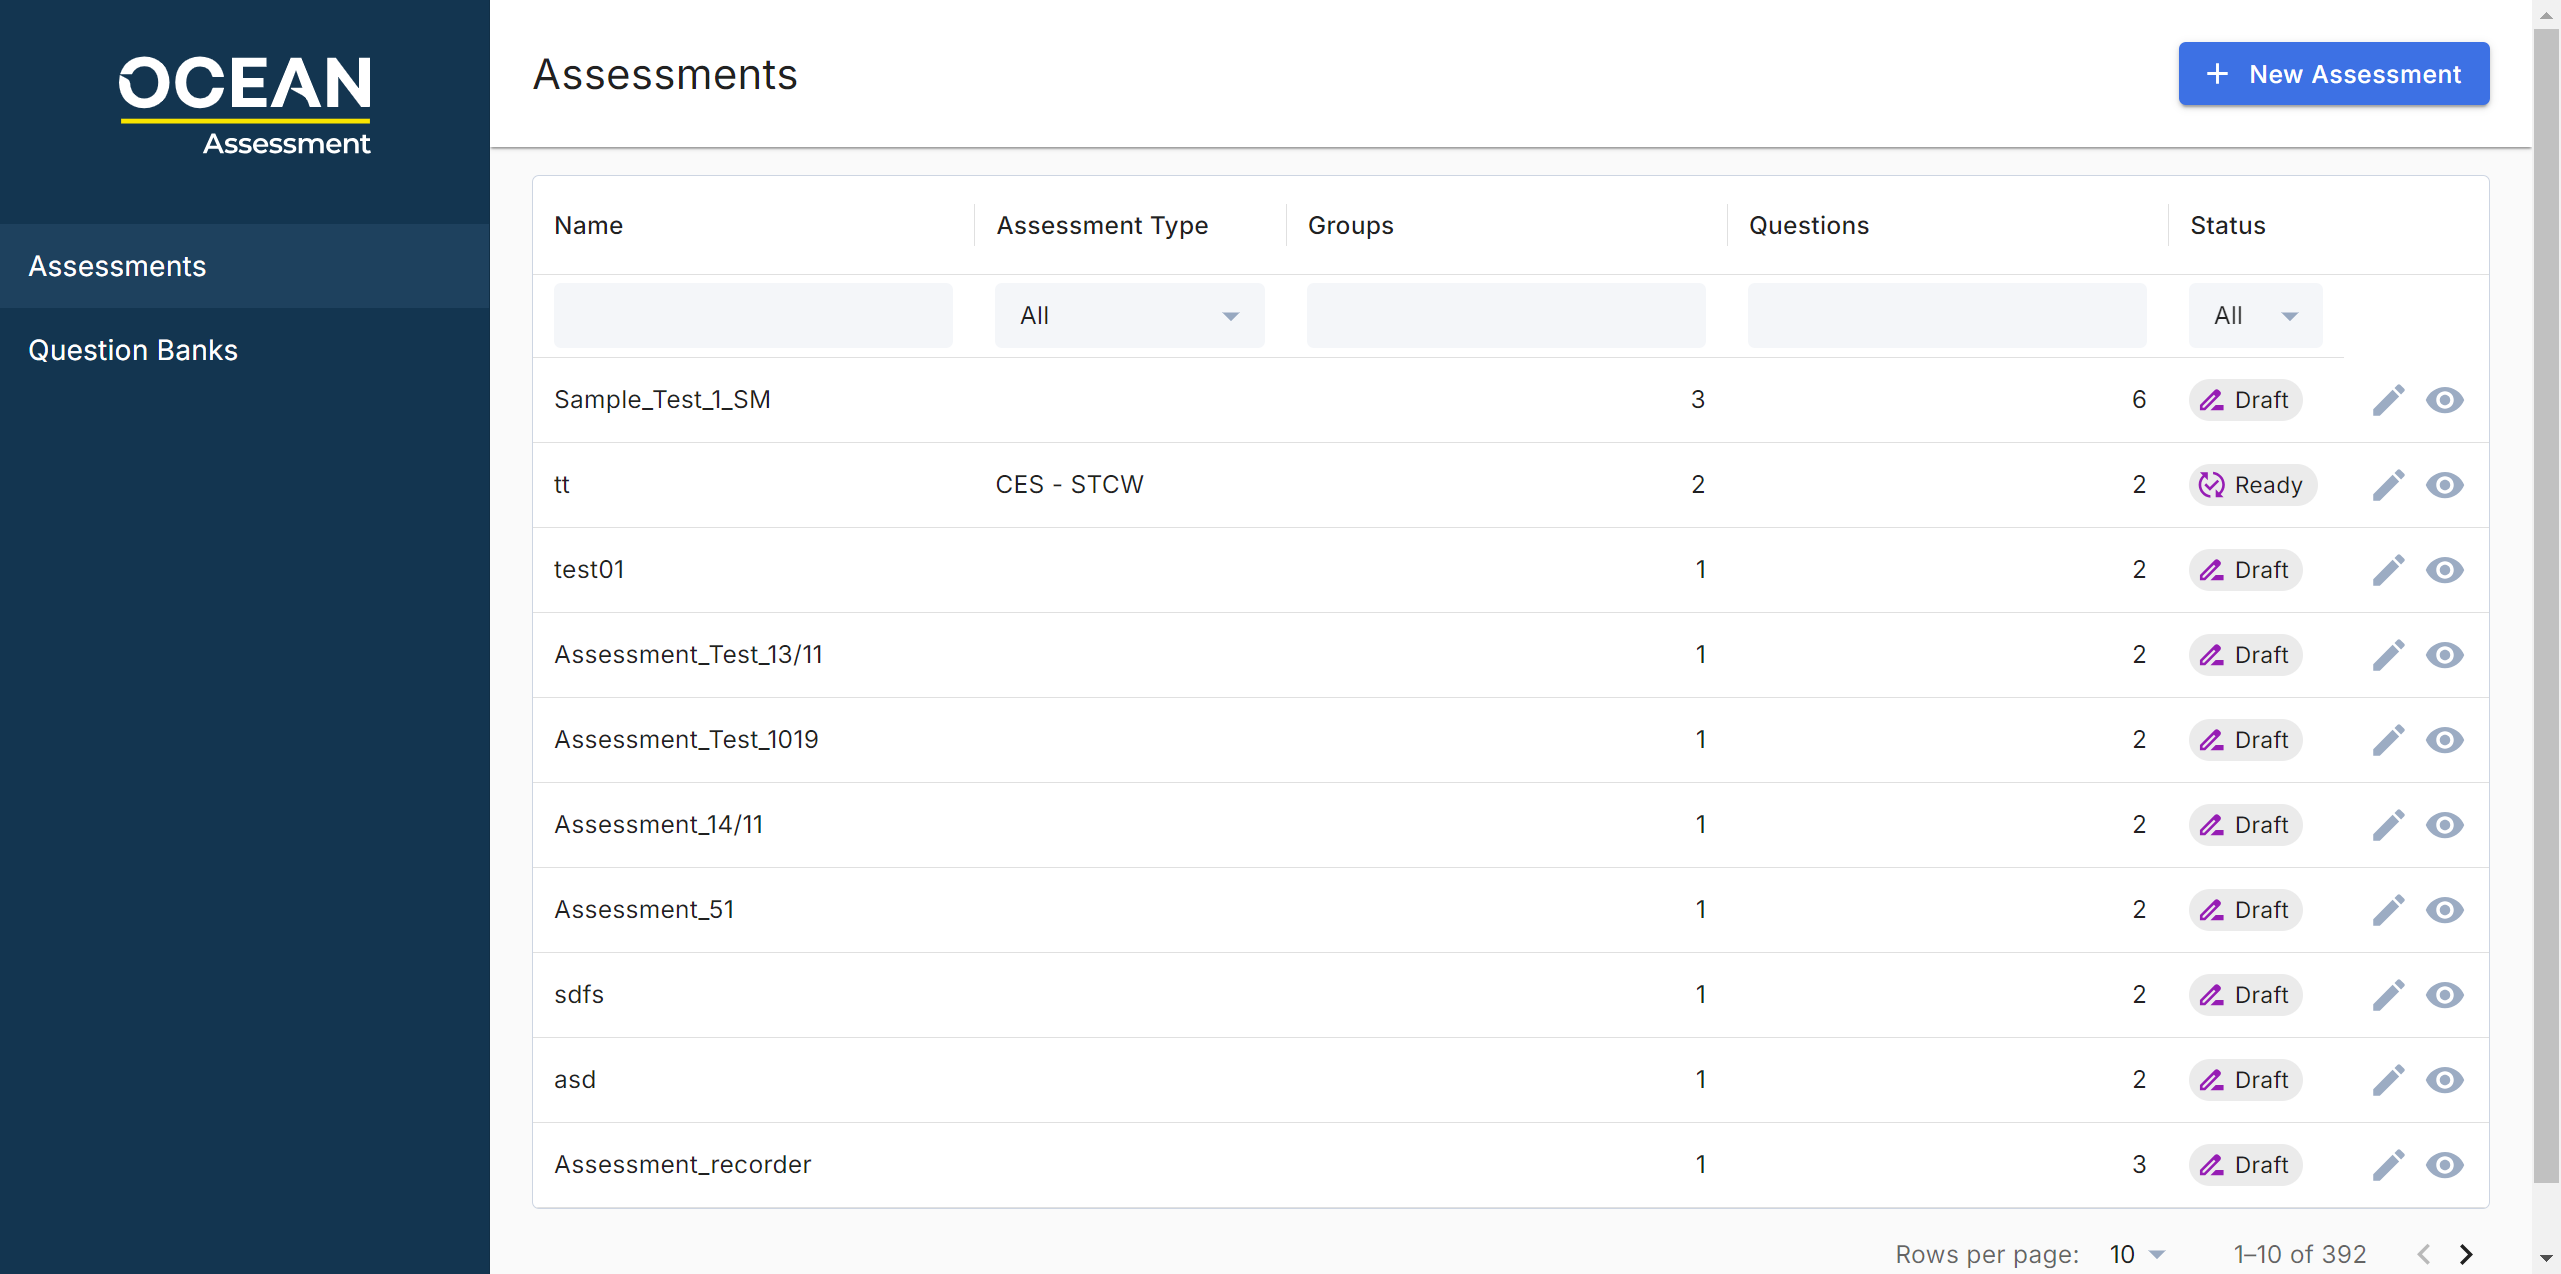 OCEAN
Assessment
Assessments
Question Banks
Assessments
+ New Assessment
Name Assessment Type Groups Questions Status
All All
Sample_Test_1_SM 3 6 Draft
tt CES - STCW 2 2 Ready
test01 1 2 Draft
Assessment_Test_13/11 1 2 Draft
Assessment_Test_1019 1 2 Draft
Assessment_14/11 1 2 Draft
Assessment_51 1 2 Draft
sdfs 1 2 Draft
asd 1 2 Draft
Assessment_recorder 1 3 Draft
Rows per page: 10 1–10 of 392